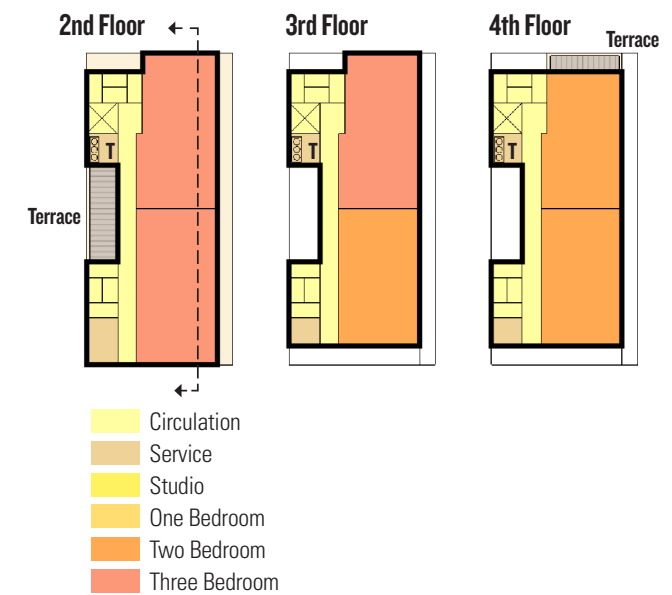 2nd Floor
3rd Floor
4th Floor
Terrace
T
T
T
Terrace
Circulation
Service
Studio
One Bedroom
Two Bedroom
Three Bedroom